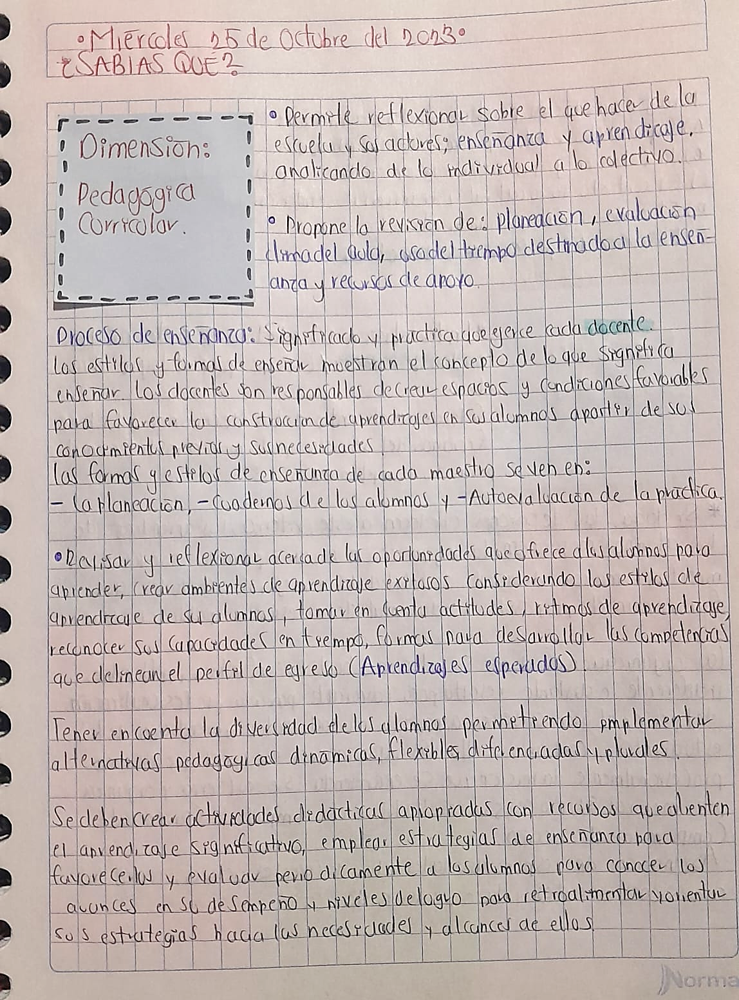 °Miércoles 25 de Octubre del 2023°
¿SABIAS QUÉ?
Dimensión:
Pedagógica
Curricular.
• Permite reflexionar sobre el que hacer de la
escuela y sus actores; enseñanza y aprendizaje.
analizando de lo individual a lo colectivo.
• Propone la revisión de: planeación, evaluación
clima del aula, uso del tiempo destinado a la enseñ-
anza y recursos de apoyo.
Proceso de enseñanza: Significado y practica que ejerce cada docente.
Los estilos y formas de enseñar muestran el concepto de lo que significa
enseñar. Los docentes son responsables de crear espacios y condiciones favorables
para favorecer la construcción de aprendizajes en sus alumnos aportir de sus
conocimientos previos y sus necesidades
las formas y estilos de enseñanza de cada maestro se ven en:
- la planeación, - Cuadernos de los alumnos y - Autoevaluación de la practica.
*
• Revisar y reflexionar acerca de las oportunidades que ofrece a los alumnos para
aprender, crear ambientes de aprendizaje exitosos considerando los estilos de
aprendizaje de su alumnos, tomar en cuenta actitudes, ritmos de aprendizaje,
reconocer sus capacidades en tiempo, formas para desarrollar las competencias
que delinean el perfil de egreso (Aprendizajes esperados)
Tener en cuenta la diversidad de los alumnos permitiendo implementar
alternativas pedagógicas dinámicas, flexibles, diferenciadas y plurales.
Se deben crear actividades didácticas apropiadas con recursos que alienten
el aprendizaje significativo, emplear estrategias de enseñanza para
favorecerlos y evaluar periodicamente a los alumnos para conocer los
avances en su desempeño y niveles de logro para retroalimentar y orientar
sus estrategias hacia las necesidades y alcances de ellos
Norma